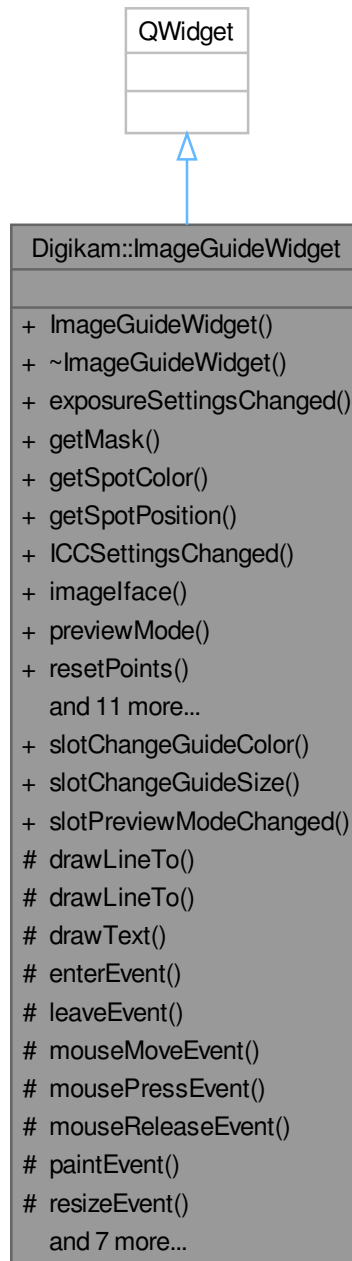 QWidget
Digikam::ImageGuideWidget
+ ImageGuideWidget()
+ ~ImageGuideWidget()
+ exposureSettingsChanged()
+ getMask()
+ getSpotColor()
+ getSpotPosition()
+ ICCSettingsChanged()
+ imageIface()
+ previewMode()
+ resetPoints()
and 11 more...
+ slotChangeGuideColor()
+ slotChangeGuideSize()
+ slotPreviewModeChanged()
# drawLineTo()
# drawLineTo()
# drawText()
# enterEvent()
# leaveEvent()
# mouseMoveEvent()
# mousePressEvent()
# mouseReleaseEvent()
# paintEvent()
# resizeEvent()
and 7 more...